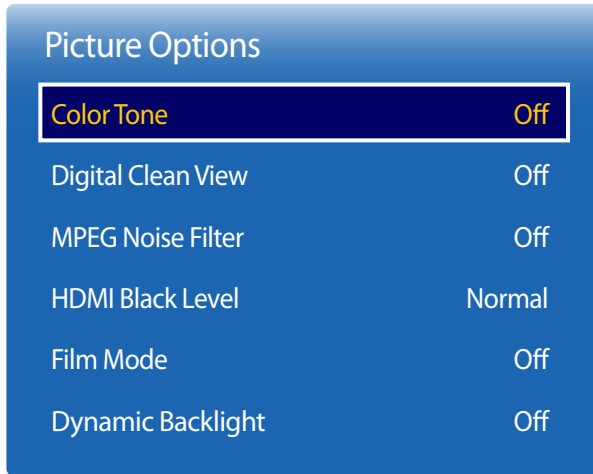 Picture Options
Color Tone Off
Digital Clean View Off
MPEG Noise Filter Off
HDMI Black Level Normal
Film Mode Off
Dynamic Backlight Off